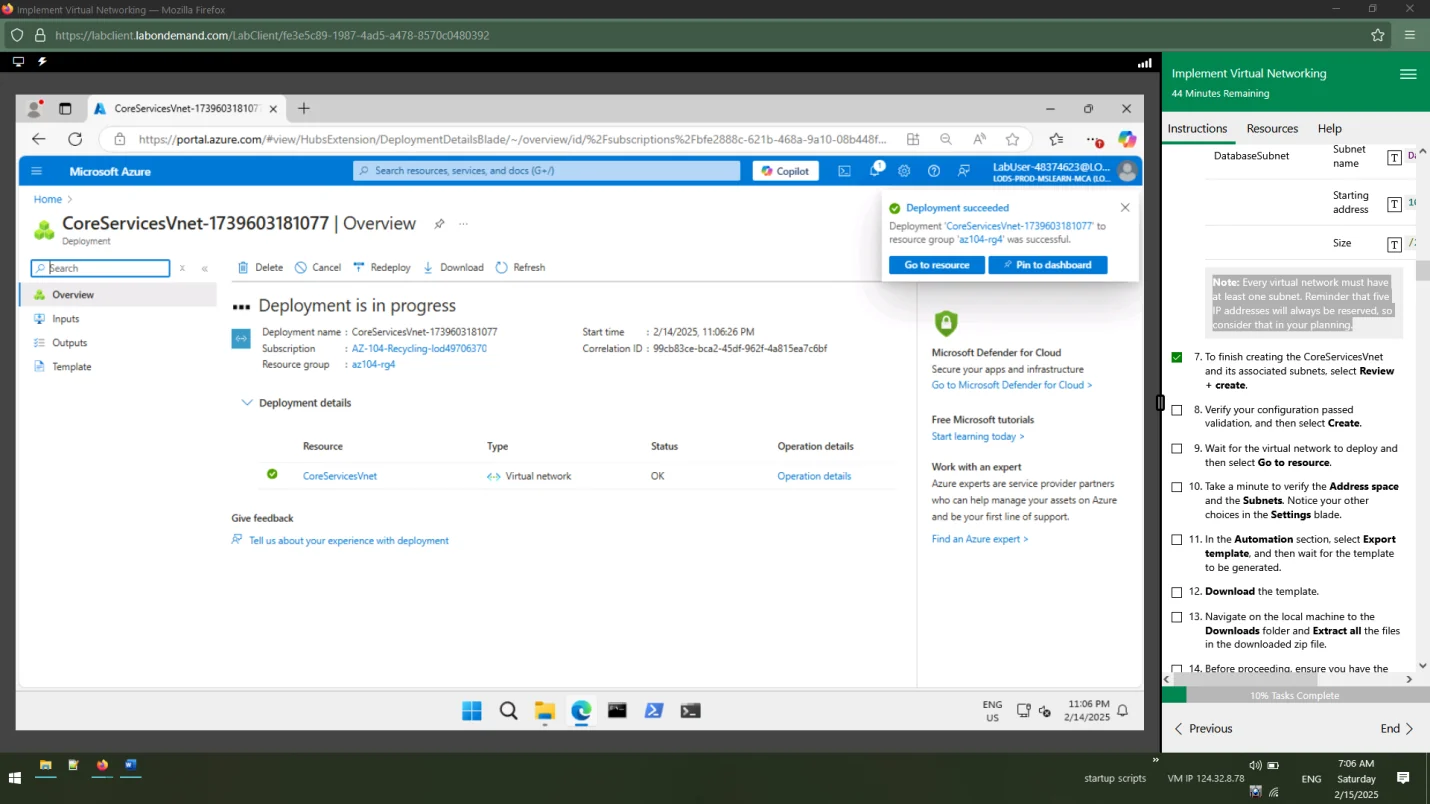 Implement Virtual Networking — Mozilla Firefox
https://labclient.labondemand.com/LabClient/fe3e5c89-1987-4ad5-a478-8570c0480392
CoreServicesVnet-173960318107
https://portal.azure.com/#view/HubsExtension/DeploymentDetailsBlade/~/overview/id/%2Fsubscriptions%2Fbfe2888c-621b-468a-9a10-08b448f...
Microsoft Azure
Search resources, services, and docs (G+/)
Copilot
1
LabUser-48374623@LO...
LODS-PROD-MSLEARN-MCA (LO...
Home >
CoreServicesVnet-1739603181077 | Overview
Deployment
Deployment succeeded
Deployment 'CoreServicesVnet-1739603181077' to
resource group 'az104-rg4' was successful.
Go to resource
Pin to dashboard
Search
Delete
Cancel
Redeploy
Download
Refresh
Overview
Inputs
Outputs
Template
Deployment is in progress
Deployment name : CoreServicesVnet-1739603181077
Subscription : AZ-104-Recycling-lod49706370
Resource group : az104-rg4
Start time : 2/14/2025, 11:06:26 PM
Correlation ID : 99cb83ce-bca2-45df-962f-4a815ea7c6bf
Deployment details
Resource Type Status Operation details
CoreServicesVnet Virtual network OK Operation details
Give feedback
Tell us about your experience with deployment
Microsoft Defender for Cloud
Secure your apps and infrastructure
Go to Microsoft Defender for Cloud >
Free Microsoft tutorials
Start learning today >
Work with an expert
Azure experts are service provider partners
who can help manage your assets on Azure
and be your first line of support.
Find an Azure expert >
ENG
US
11:06 PM
2/14/2025
Implement Virtual Networking
44 Minutes Remaining
Instructions Resources Help
DatabaseSubnet
Subnet
name
T
Starting
address
T
Size
T
Note: Every virtual network must have
at least one subnet. Reminder that five
IP addresses will always be reserved, so
consider that in your planning.
7. To finish creating the CoreServicesVnet
and its associated subnets, select Review
+ create.
8. Verify your configuration passed
validation, and then select Create.
9. Wait for the virtual network to deploy and
then select Go to resource.
10. Take a minute to verify the Address space
and the Subnets. Notice your other
choices in the Settings blade.
11. In the Automation section, select Export
template, and then wait for the template
to be generated.
12. Download the template.
13. Navigate on the local machine to the
Downloads folder and Extract all the files
in the downloaded zip file.
14. Before proceeding, ensure you have the
10% Tasks Complete
< Previous
End >
startup scripts
VM IP 124.32.8.78
ENG
7:06 AM
Saturday
2/15/2025